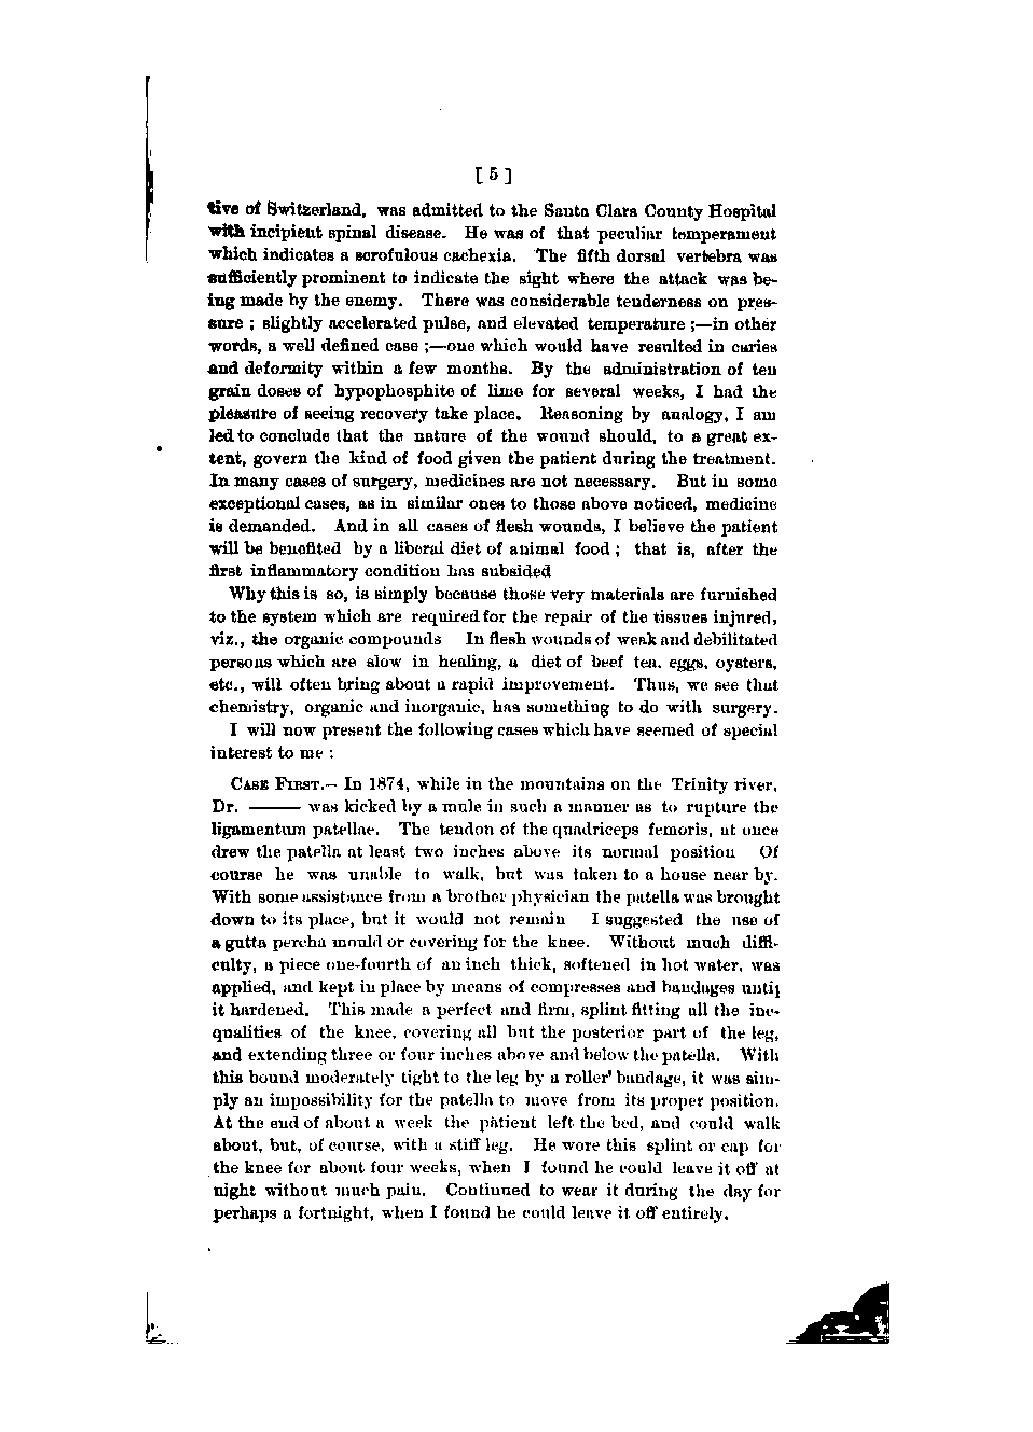 [ 5 ]
tive of Switzerland, was admitted to the Santa Clara County Hospital
with incipient spinal disease. He was of that peculiar temperament
which indicates a scrofulous cachexia. The fifth dorsal vertebra was
sufficiently prominent to indicate the sight where the attack was be-
ing made by the enemy. There was considerable tenderness on pres-
sure ; slightly accelerated pulse, and elevated temperature ;—in other
words, a well defined case ;—one which would have resulted in caries
and deformity within a few months. By the administration of ten
grain doses of hypophosphite of lime for several weeks, I had the
pleasure of seeing recovery take place. Reasoning by analogy, I am
led to conclude that the nature of the wound should, to a great ex-
tent, govern the kind of food given the patient during the treatment.
In many cases of surgery, medicines are not necessary. But in some
exceptional cases, as in similar ones to those above noticed, medicine
is demanded. And in all cases of flesh wounds, I believe the patient
will be benefited by a liberal diet of animal food ; that is, after the
first inflammatory condition has subsided
Why this is so, is simply because those very materials are furnished
to the system which are required for the repair of the tissues injured,
viz., the organic compounds In flesh wounds of weak and debilitated
persons which are slow in healing, a diet of beef tea, eggs, oysters,
etc., will often bring about a rapid improvement. Thus, we see that
chemistry, organic and inorganic, has something to do with surgery.
I will now present the following cases which have seemed of special
interest to me :
CASE FIRST.— In 1874, while in the mountains on the Trinity river,
Dr. ——— was kicked by a mule in such a manner as to rupture the
ligamentum patellae. The tendon of the quadriceps femoris, at once
drew the patella at least two inches above its normal position Of
course he was unable to walk, but was taken to a house near by.
With some assistance from a brother physician the patella was brought
down to its place, but it would not remain I suggested the use of
a gutta percha mould or covering for the knee. Without much diffi-
culty, a piece one-fourth of an inch thick, softened in hot water, was
applied, and kept in place by means of compresses and bandages until
it hardened. This made a perfect and firm, splint fitting all the ine-
qualities of the knee, covering all but the posterior part of the leg,
and extending three or four inches above and below the patella. With
this bound moderately tight to the leg by a roller' bandage, it was sim-
ply an impossibility for the patella to move from its proper position.
At the end of about a week the patient left the bed, and could walk
about, but, of course, with a stiff leg. He wore this splint or cap for
the knee for about four weeks, when I found he could leave it off at
night without much pain. Continued to wear it during the day for
perhaps a fortnight, when I found he could leave it off entirely.